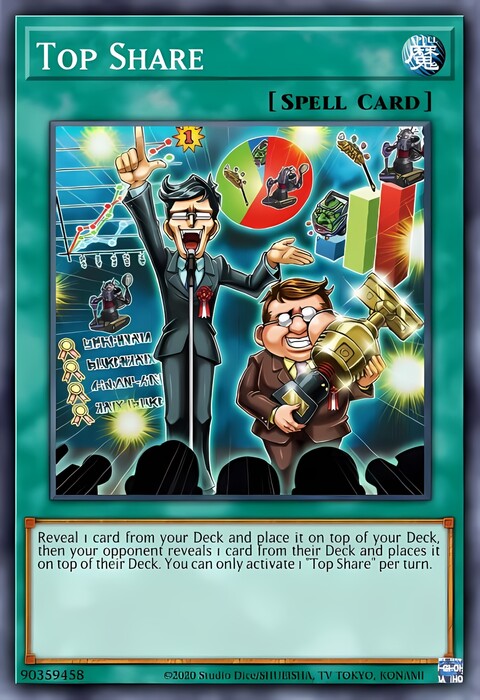 Top Share
[Spell Card]
1
Reveal 1 card from your Deck and place it on top of your Deck,
then your opponent reveals 1 card from their Deck and places it
on top of their Deck. You can only activate 1 "Top Share" per turn.
90359458
©2020 Studio Dice/SHUEISHA, TV TOKYO, KONAMI